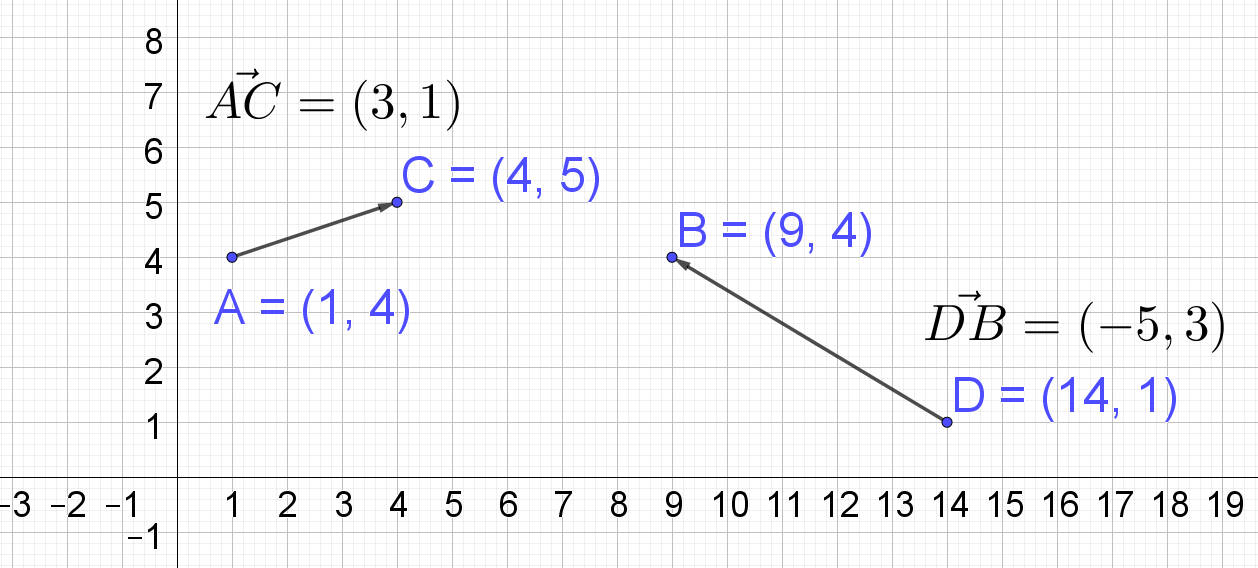 8
7
AC⃗ = (3, 1)
6
C = (4, 5)
5
B = (9, 4)
4
A = (1, 4)
3
DB⃗ = (−5, 3)
2
D = (14, 1)
1
−3 −2 −1 1 2 3 4 5 6 7 8 9 10 11 12 13 14 15 16 17 18 19
−1